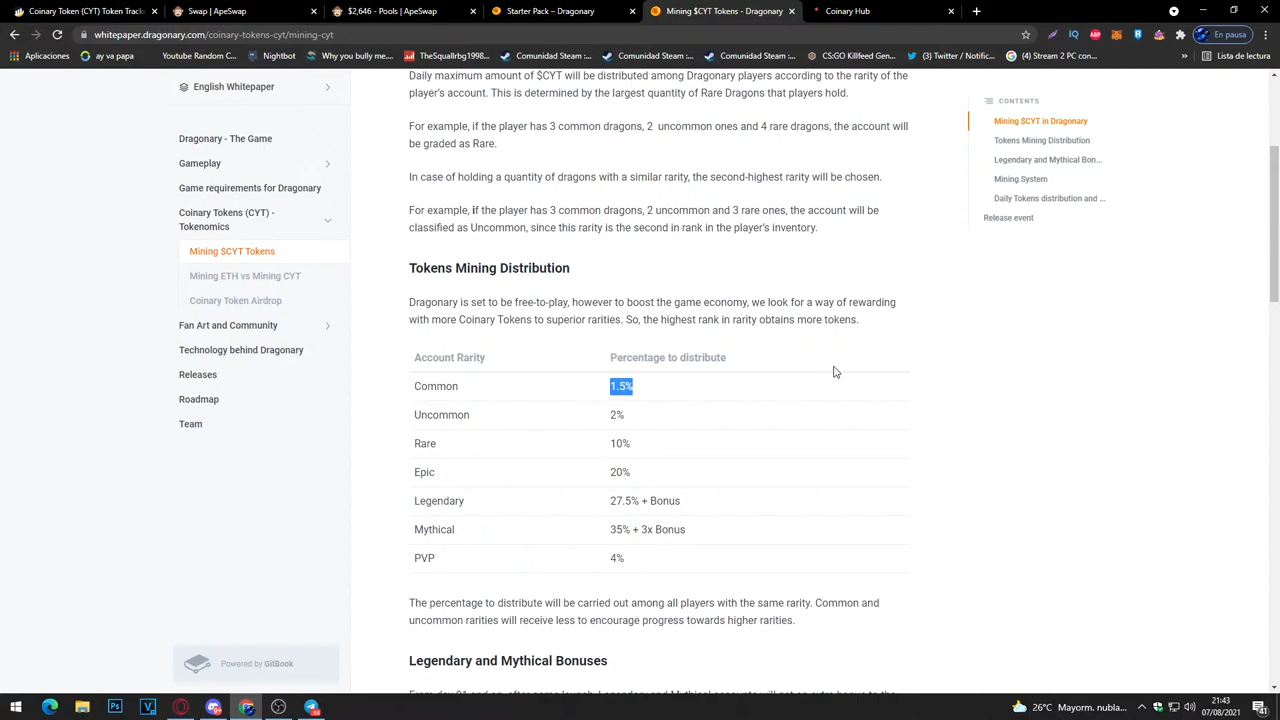 Coinary Token (CYT) Token Track
Swap | Apeswap
$2,646 - Pools | ApeSwap
Starter Pack – Dragonary
Mining $CYT Tokens - Dragonary
Coinary Hub
whitepaper.dragonary.com/coinary-tokens-cyt/mining-cyt
En pausa
Aplicaciones
ay va papa
Youtube Random C...
Nightbot
Why you bully me...
TheSquallrbg1998...
Comunidad Steam :...
Comunidad Steam :...
Comunidad Steam :...
CS:GO Killfeed Gen...
(3) Twitter / Notific...
(4) Stream 2 PC con...
Lista de lectura
English Whitepaper
Dragonary - The Game
Gameplay
Game requirements for Dragonary
Coinary Tokens (CYT) -
Tokenomics
Mining $CYT Tokens
Mining ETH vs Mining CYT
Coinary Token Airdrop
Fan Art and Community
Technology behind Dragonary
Releases
Roadmap
Team
Powered by GitBook
Daily maximum amount of $CYT will be distributed among Dragonary players according to the rarity of the
player's account. This is determined by the largest quantity of Rare Dragons that players hold.
For example, if the player has 3 common dragons, 2 uncommon ones and 4 rare dragons, the account will
be graded as Rare.
In case of holding a quantity of dragons with a similar rarity, the second-highest rarity will be chosen.
For example, if the player has 3 common dragons, 2 uncommon and 3 rare ones, the account will be
classified as Uncommon, since this rarity is the second in rank in the player's inventory.
Tokens Mining Distribution
Dragonary is set to be free-to-play, however to boost the game economy, we look for a way of rewarding
with more Coinary Tokens to superior rarities. So, the highest rank in rarity obtains more tokens.
Account Rarity Percentage to distribute
Common 1.5%
Uncommon 2%
Rare 10%
Epic 20%
Legendary 27.5% + Bonus
Mythical 35% + 3x Bonus
PVP 4%
The percentage to distribute will be carried out among all players with the same rarity. Common and
uncommon rarities will receive less to encourage progress towards higher rarities.
Legendary and Mythical Bonuses
CONTENTS
Mining $CYT in Dragonary
Tokens Mining Distribution
Legendary and Mythical Bon...
Mining System
Daily Tokens distribution and ...
Release event
26°C Mayorm. nubla...
21:43
07/08/2021